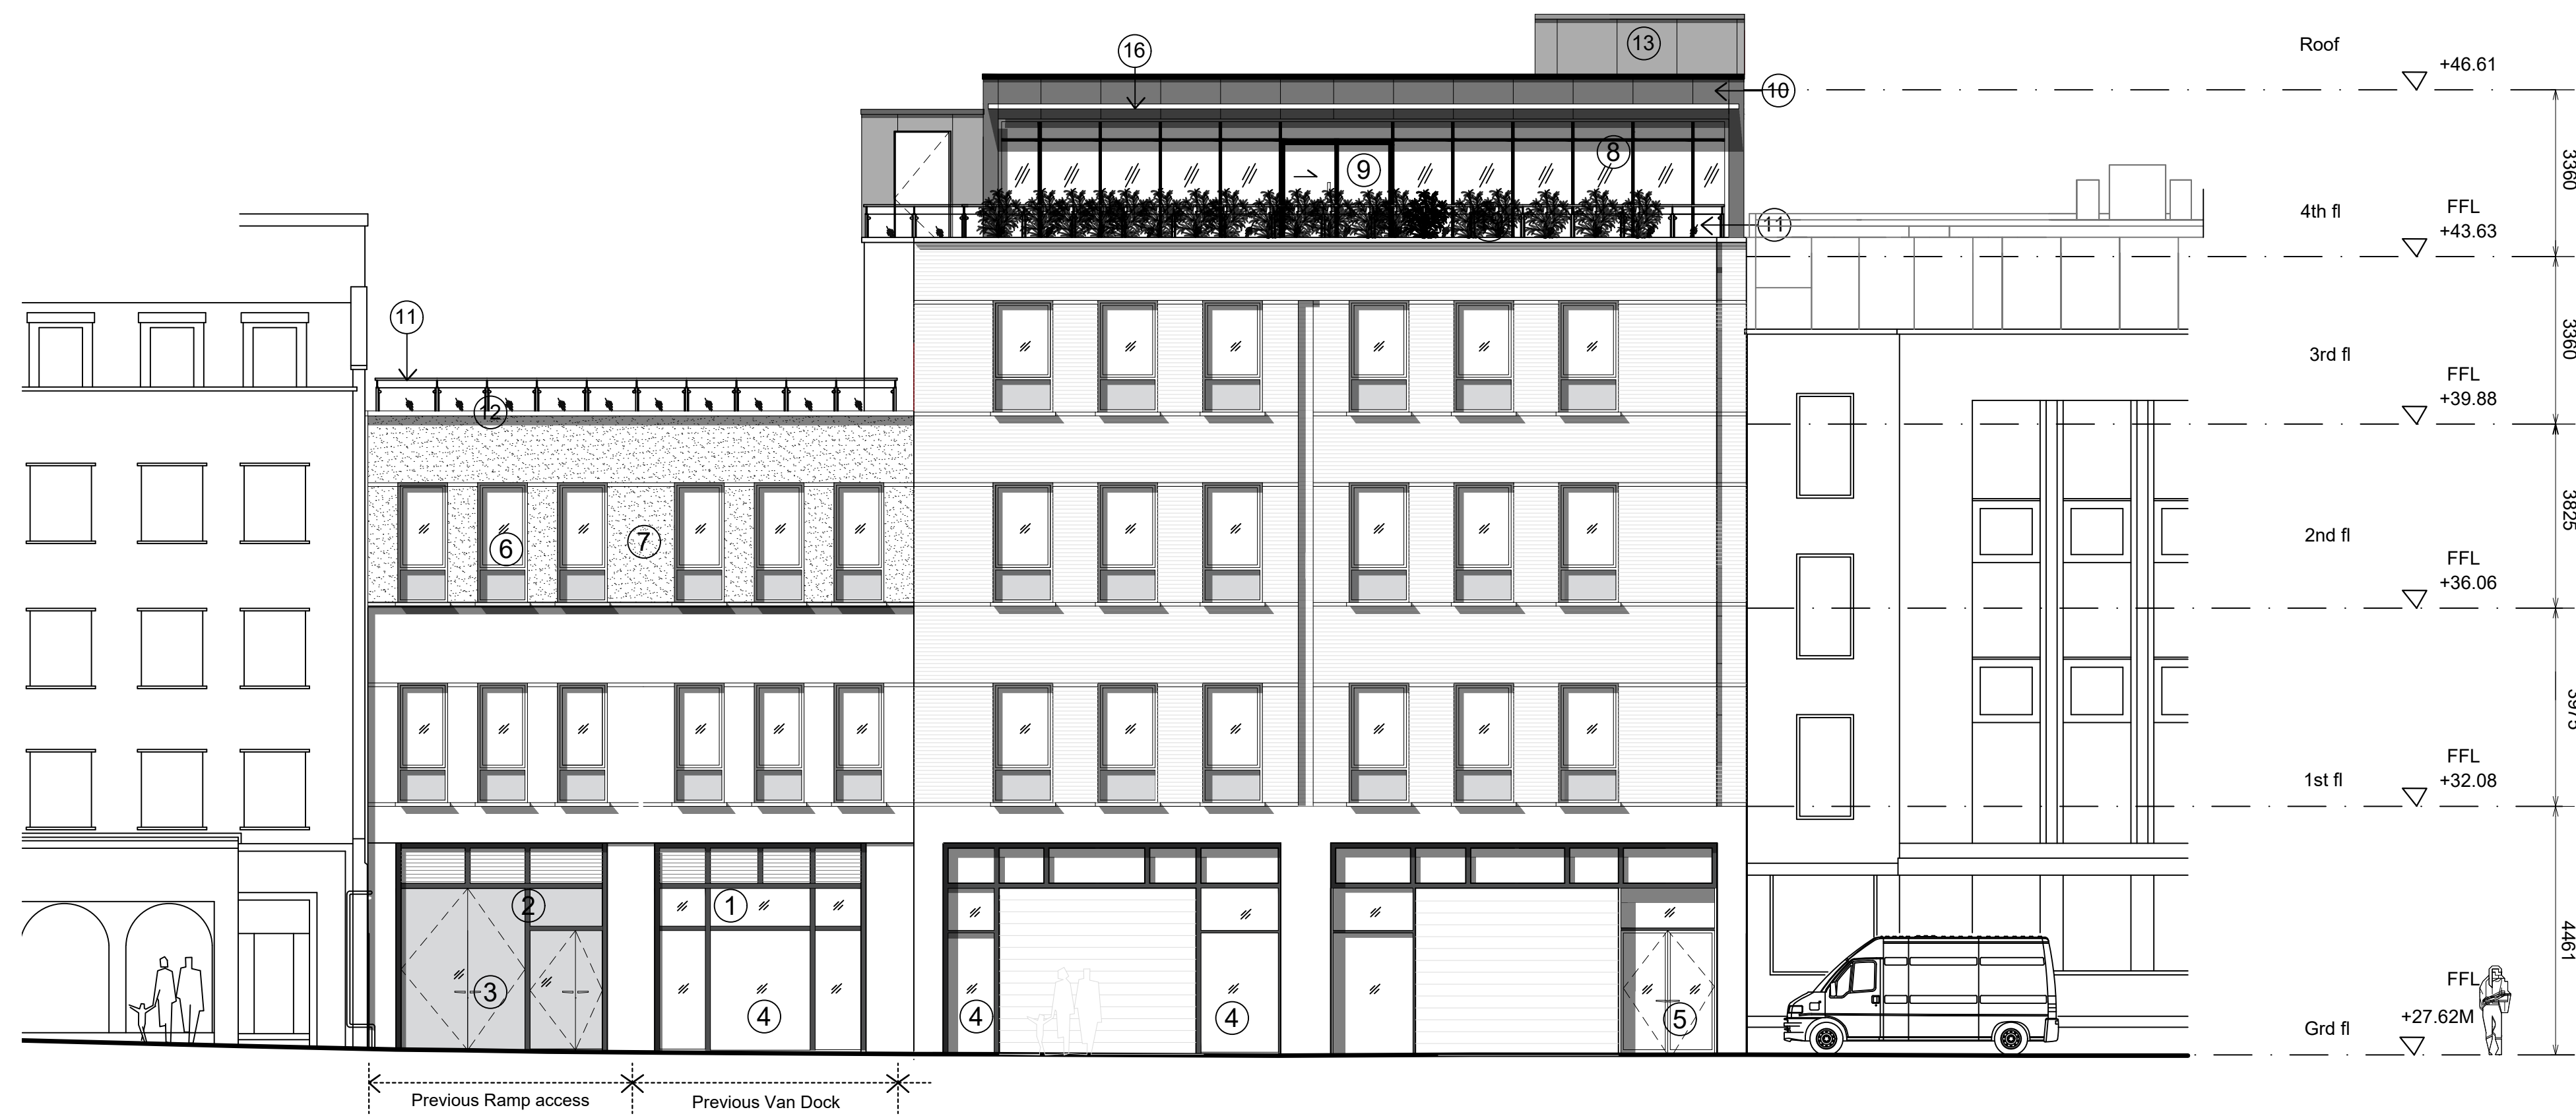 13
Roof
16
+46.61
10
8
9
3360
4th fl
FFL
11
+43.63
11
3360
3rd fl
FFL
12
+39.88
3825
6
7
2nd fl
FFL
+36.06
3975
FFL
1st fl
+32.08
2
1
4461
3
FFL
4
4
4
5
+27.62M
Grd fl
Previous Ramp access
Previous Van Dock